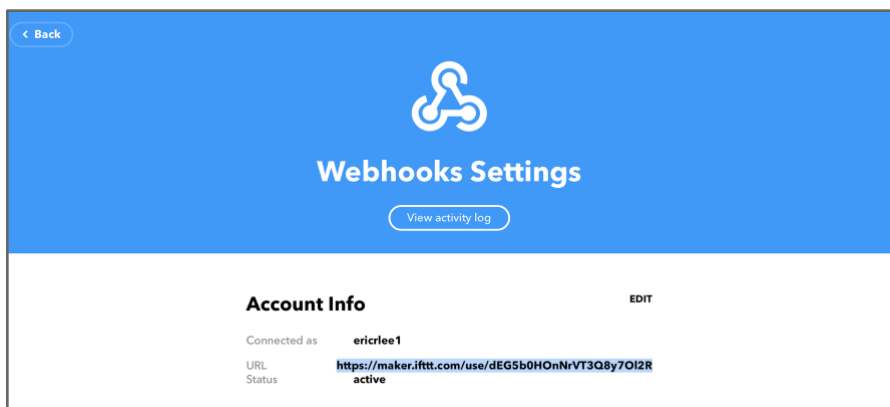 Back
Webhooks Settings
View activity log
Account Info
EDIT
Connected as ericrlee1
URL https://maker.ifttt.com/use/dEG5b0HOnNrVT3Q8y7Ol2R
Status active